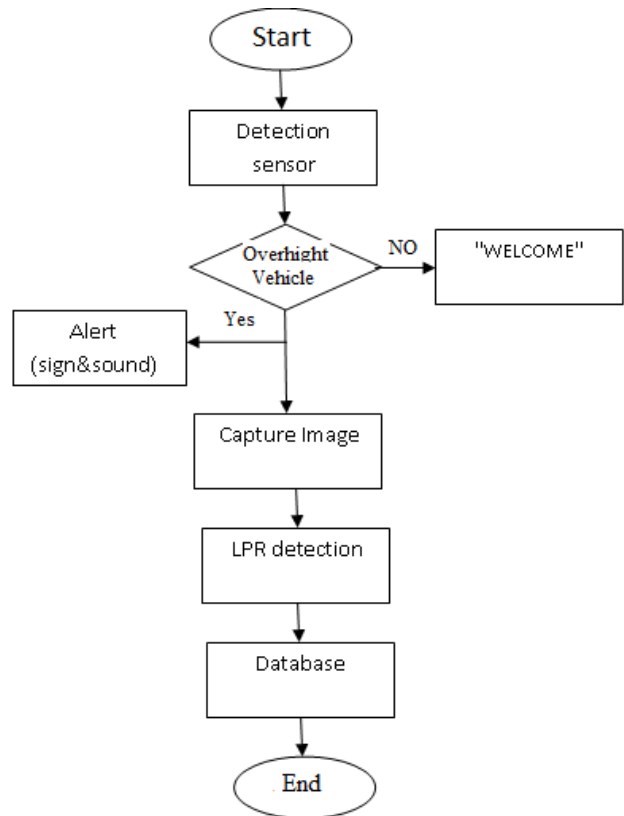 Start
Detection
sensor
Overhight
Vehicle
NO
"WELCOME"
Yes
Alert
(sign&sound)
Capture Image
LPR detection
Database
End